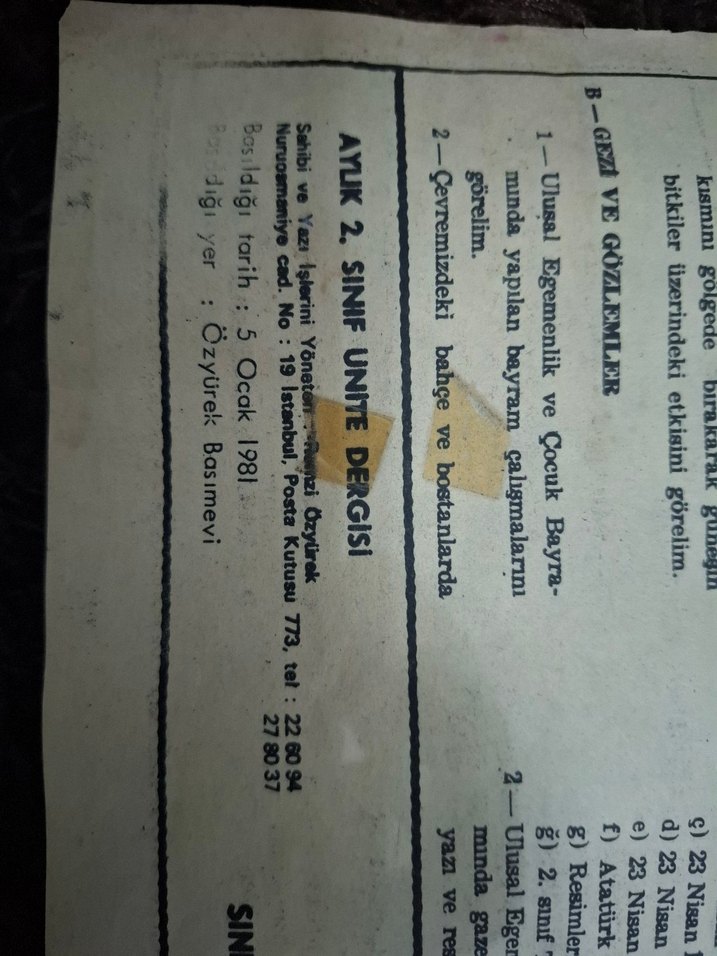 kısmını gölgede bırakarak güneşin
bitkiler üzerindeki etkisini görelim.
B — GEZİ VE GÖZLEMLER
1 — Ulusal Egemenlik ve Çocuk Bayra-
mında yapılan bayram çalışmalarını
görelim.
2 — Çevremizdeki bahçe ve bostanlarda
AYLIK 2. SINIF ÜNİTE DERGİSİ
Sahibi ve Yazı İşlerini Yöneten : Remzi Özyürek
Nuruosmaniye cad. No : 19 İstanbul, Posta Kutusu 773, tel : 22 60 94
27 80 37
Basıldığı tarih : 5 Ocak 1981
Basıldığı yer : Özyürek Basımevi
ç) 23 Nisan
d) 23 Nisan
e) 23 Nisan
f) Atatürk
g) Resimler
ğ) 2. sınıf
2 — Ulusal Eger
mında gaze
yazı ve res
SINI